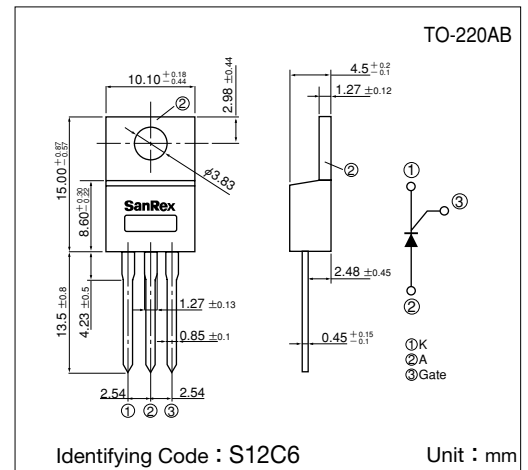 TO-220AB
10.10 +0.18 -0.44
②
2.98 ±0.44
4.5 +0.2 -0.1
1.27 ±0.12
15.00 +0.87 -0.57
8.60 +0.30 -0.22
φ3.83
SanRex
②
①
③
②
13.5 ±0.8
4.23 ±0.5
1.27 ±0.13
0.85 ±0.1
2.48 ±0.45
0.45 +0.15 -0.1
2.54
2.54
① ② ③
①K
②A
③Gate
Identifying Code：S12C6
Unit：mm